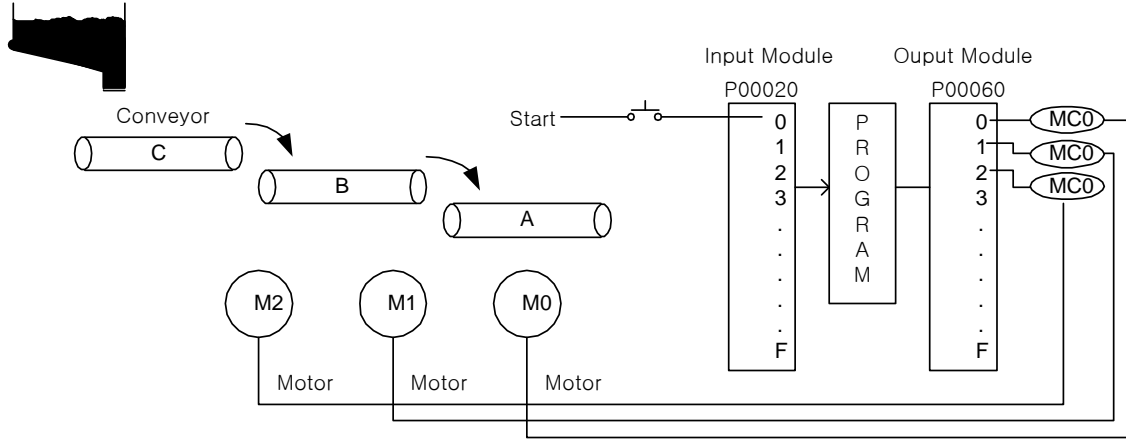 Input Module
Ouput Module
P00020
P00060
Conveyor
Start
C
B
A
0
1
2
3
.
.
.
.
.
F
P
R
O
G
R
A
M
0
1
2
3
.
.
.
.
.
F
MC0
MC0
MC0
M2
M1
M0
Motor
Motor
Motor